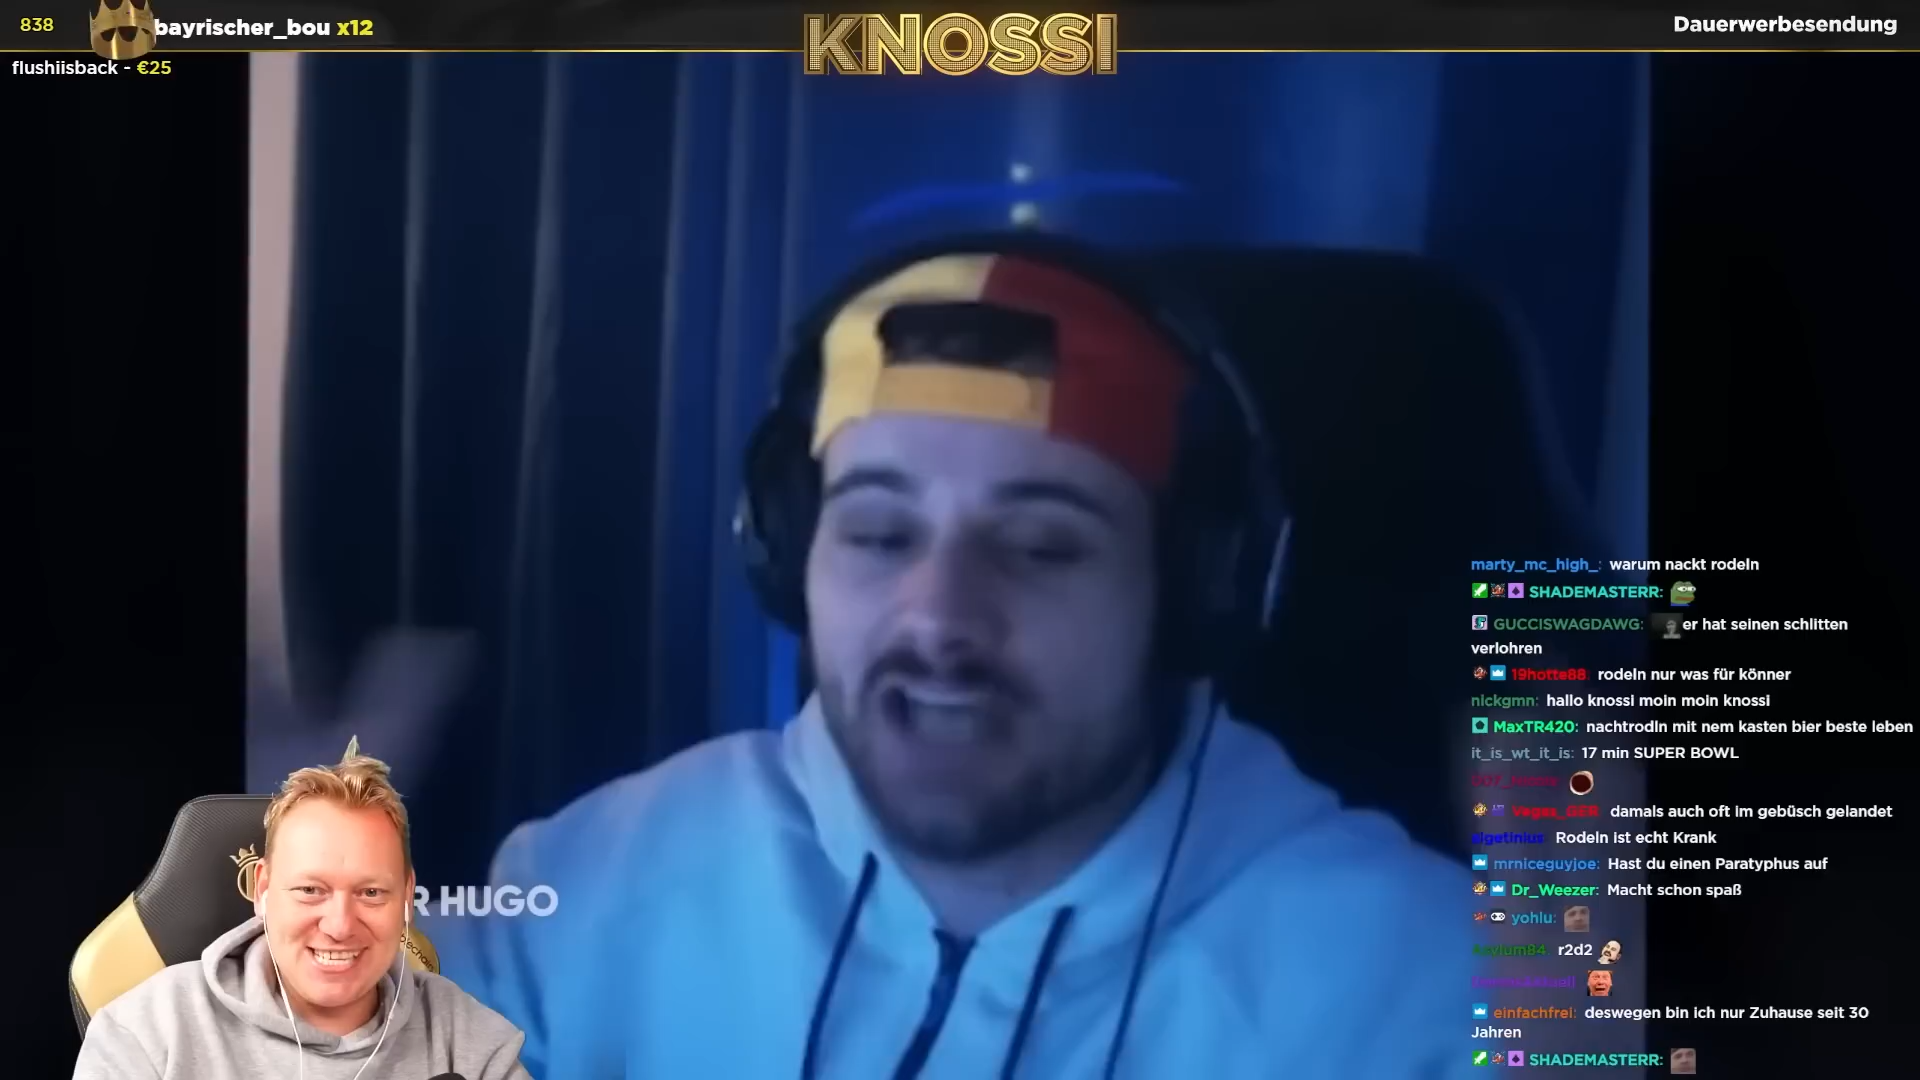 838
bayrischer_bou x12
KNOSSI
Dauerwerbesendung
flushiisback - €25
marty_mc_high_: warum nackt rodeln
SHADEMASTERR:
GUCCISWAGDAWG: er hat seinen schlitten
verlohren
19hotte88: rodeln nur was für könner
nickgmn: hallo knossi moin moin knossi
MaxTR420: nachtrodln mit nem kasten bier beste leben
it_is_wt_it_is: 17 min SUPER BOWL
Vegas_GER damals auch oft im gebüsch gelandet
Rodeln ist echt Krank
mrniceguyjoe: Hast du einen Paratyphus auf
Dr_Weezer: Macht schon spaß
yohlu:
r2d2
einfachfrei: deswegen bin ich nur Zuhause seit 30
Jahren
SHADEMASTERR:
R HUGO